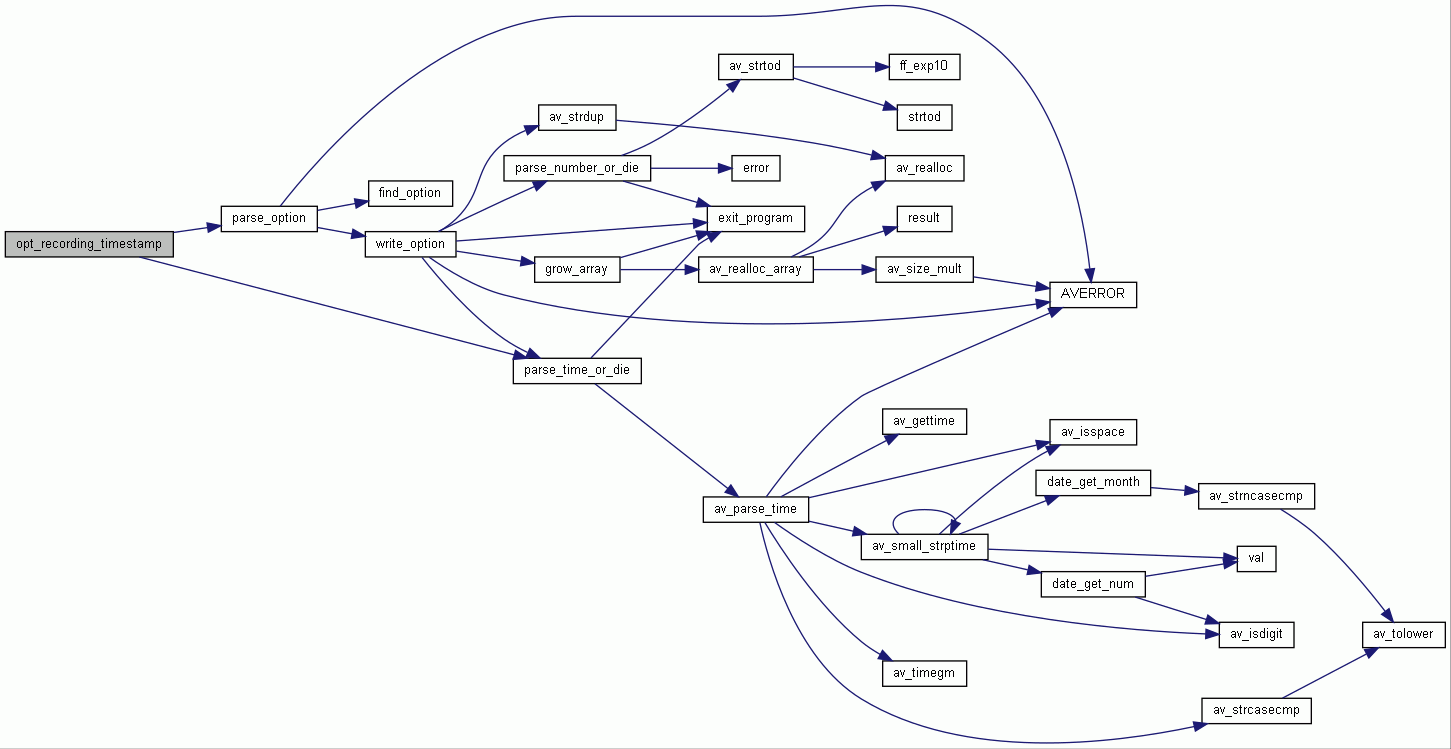 opt_recording_timestamp
parse_option
find_option
write_option
av_strdup
parse_number_or_die
grow_array
parse_time_or_die
av_strtod
error
exit_program
av_realloc_array
av_parse_time
ff_exp10
strtod
av_realloc
result
av_size_mult
AVERROR
av_gettime
av_isspace
date_get_month
av_strncasecmp
av_small_strptime
val
date_get_num
av_isdigit
av_tolower
av_timegm
av_strcasecmp